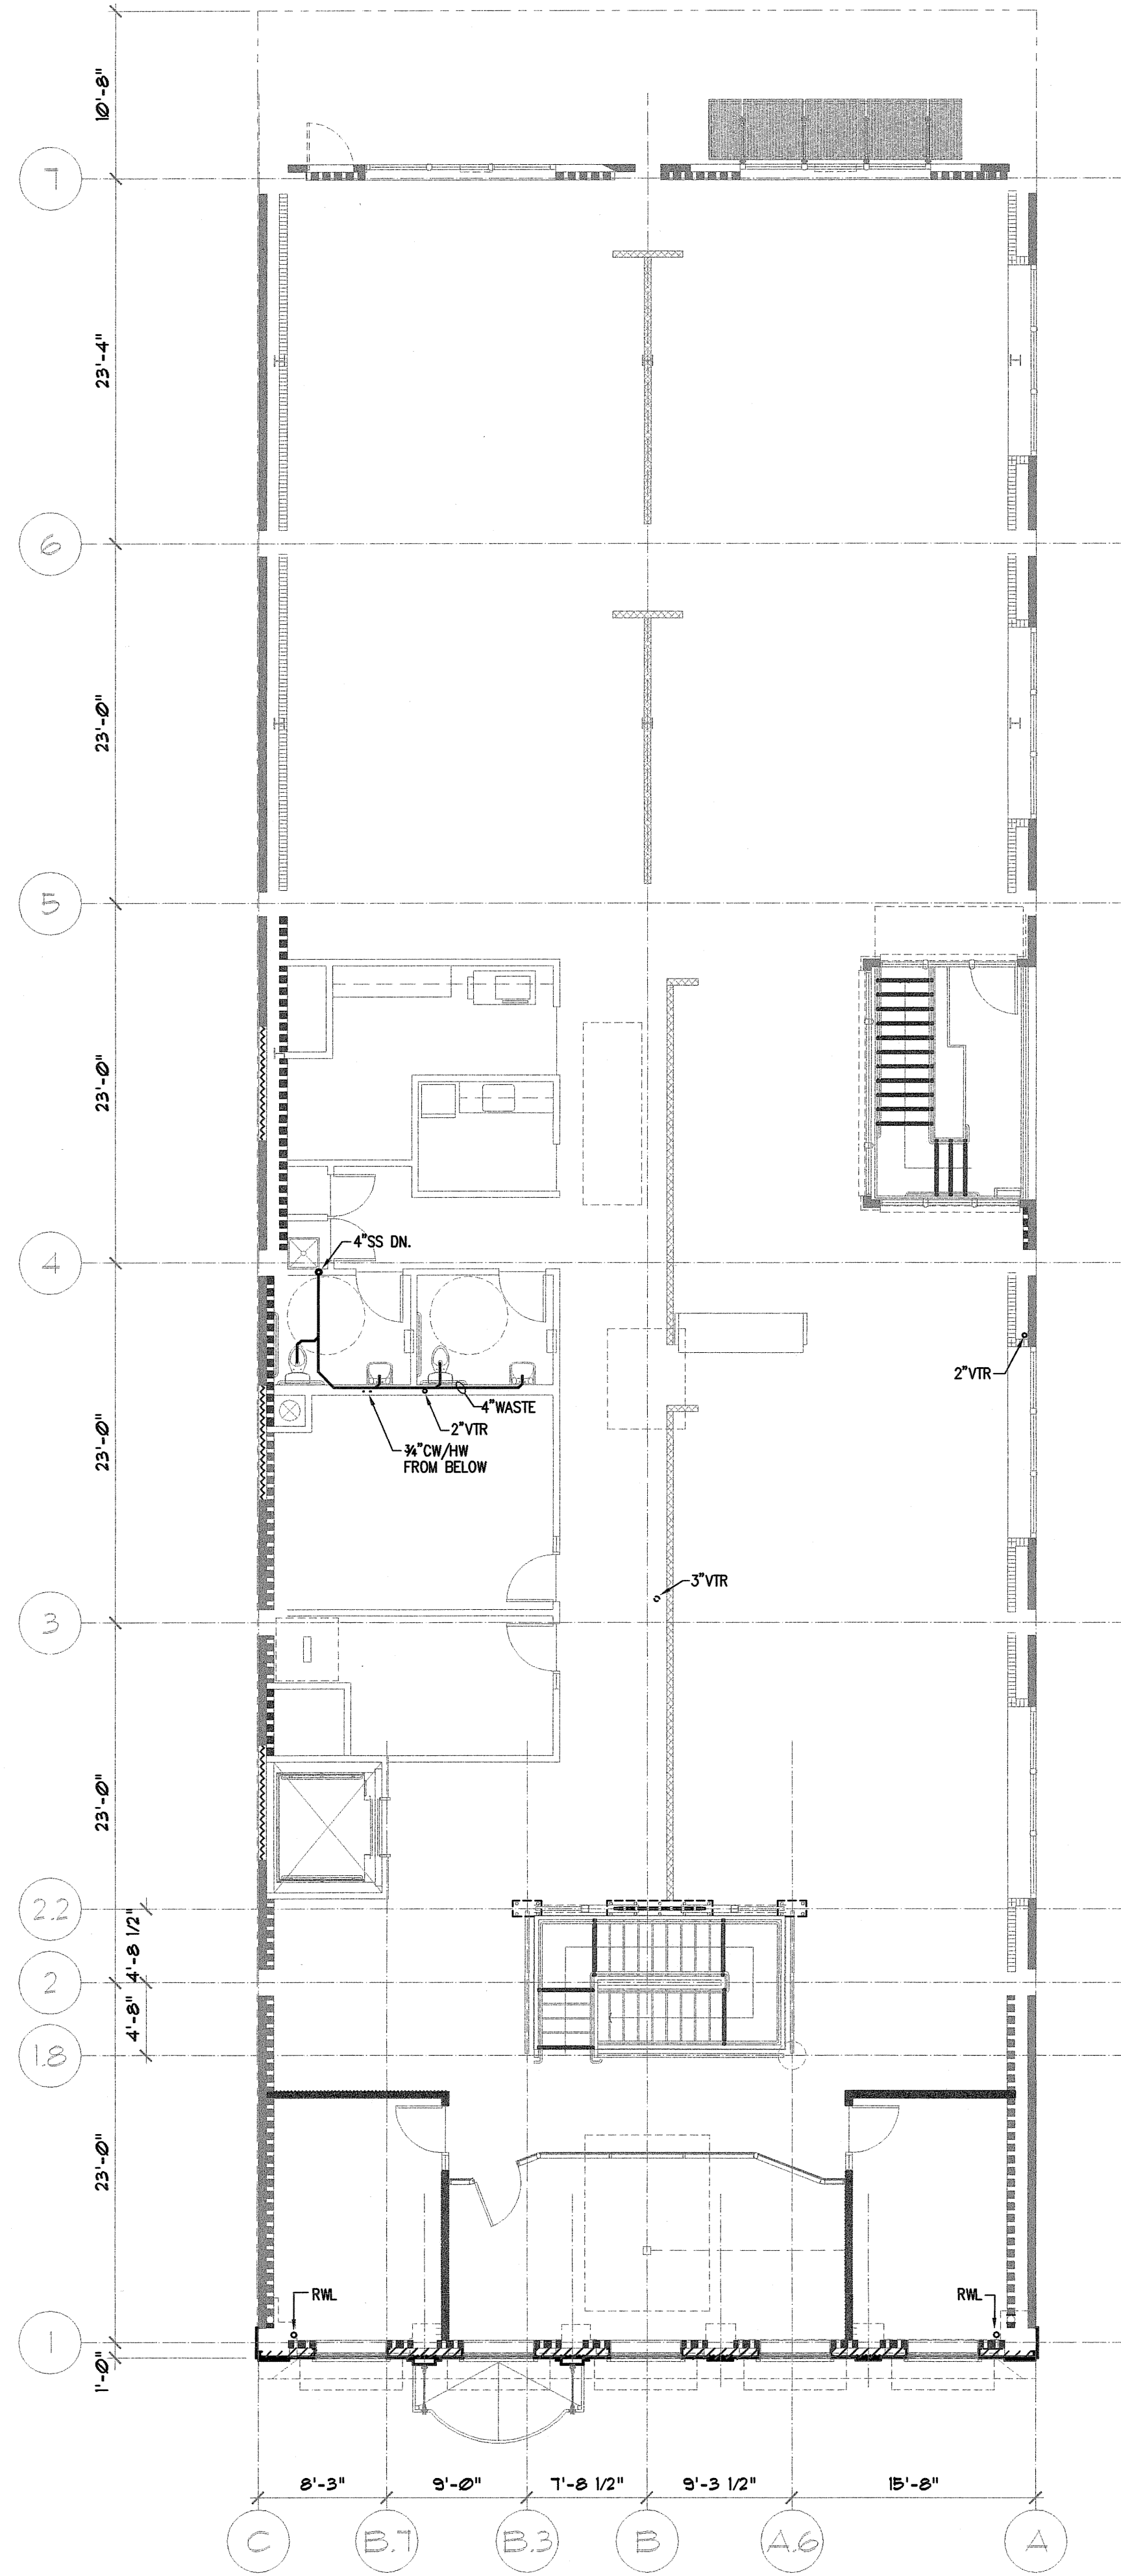 10'-8"
7
23'-4"
6
23'-0"
5
23'-0"
4
4"SS DN.
2"VTR
4"WASTE
2"VTR
¾"CW/HW
FROM BELOW
23'-0"
3"VTR
3
23'-0"
2.2
4'-8 1/2"
2
4'-8"
1.8
23'-0"
RWL
RWL
1
1'-0"
8'-3"
9'-0"
7'-8 1/2"
9'-3 1/2"
15'-8"
C
B.7
B.3
B
A.6
A